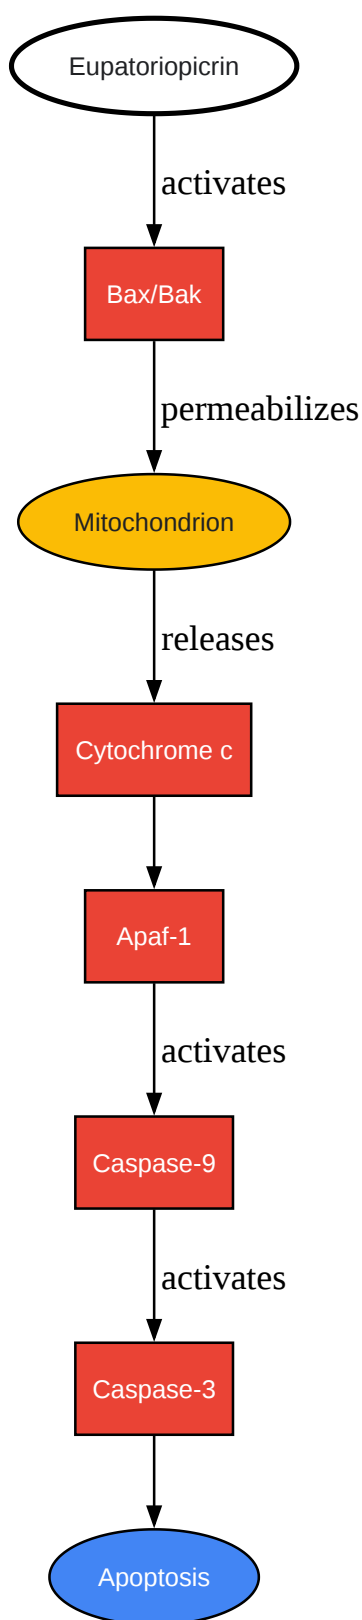 Eupatoriopicrin
activates
Bax/Bak
permeabilizes
Mitochondrion
releases
Cytochrome c
Apaf-1
activates
Caspase-9
activates
Caspase-3
Apoptosis